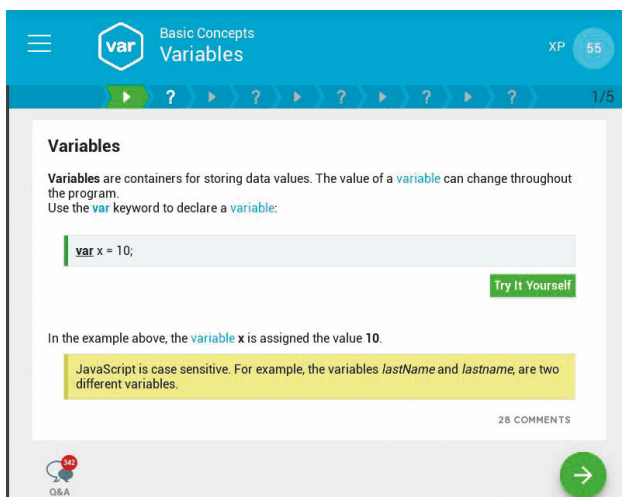 Basic Concepts
var
Variables
XP 55
? ? ? ? ? 1/5
Variables
Variables are containers for storing data values. The value of a variable can change throughout
the program.
Use the var keyword to declare a variable:
var x = 10;
Try It Yourself
In the example above, the variable x is assigned the value 10.
JavaScript is case sensitive. For example, the variables lastName and lastname, are two
different variables.
28 COMMENTS
342
Q&A